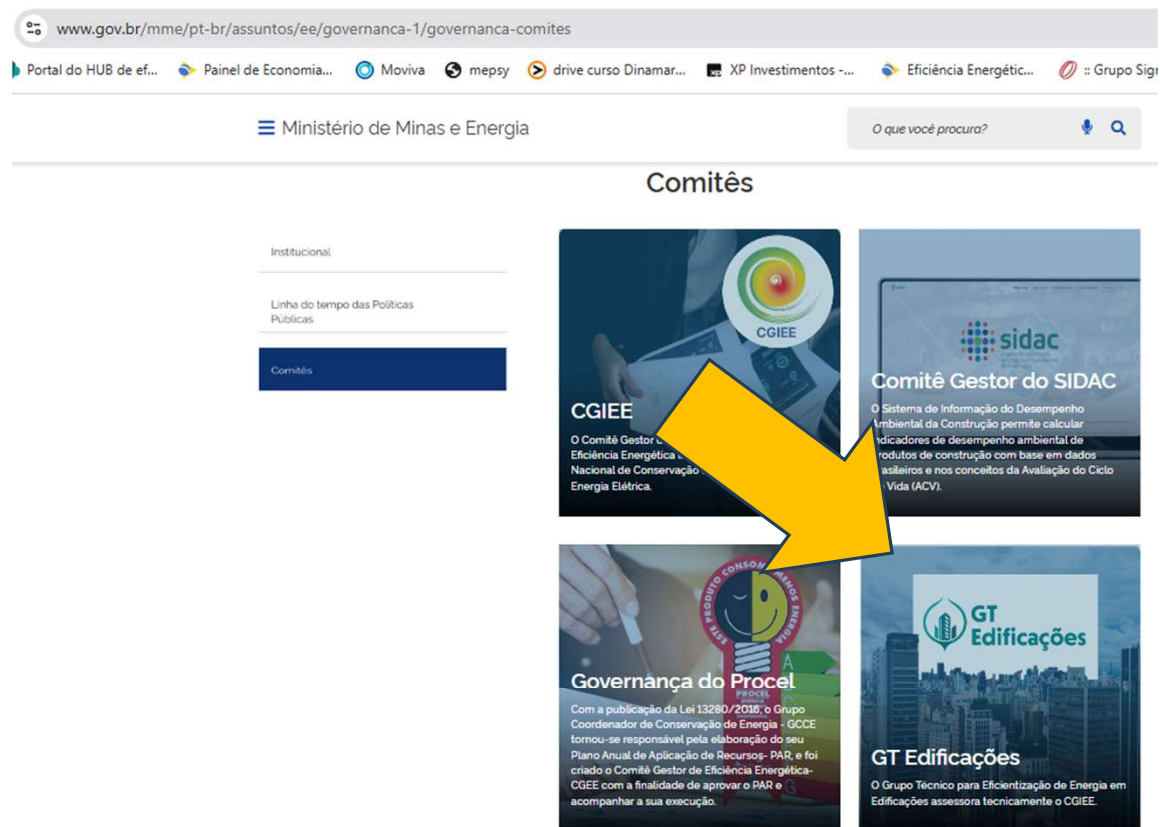 www.gov.br/mme/pt-br/assuntos/ee/governanca-1/governanca-comites
Portal do HUB de ef...
Painel de Economia...
Moviva
mepsy
drive curso Dinamar...
XP Investimentos -...
Eficiência Energétic...
:: Grupo Sign
Ministério de Minas e Energia
O que você procura?
Comitês
Institucional
Linha do tempo das Políticas
Públicas
Comitês
CGIEE
CGIEE
O Comitê Gestor d
Eficiência Energética
Nacional de Conservação
Energia Elétrica.
sidac
Comitê Gestor do SIDAC
O Sistema de Informação do Desempenho
Ambiental da Construção permite calcular
indicadores de desempenho ambiental de
produtos de construção com base em dados
brasileiros e nos conceitos da Avaliação do Ciclo
Vida (ACV).
ESTE PRODUTO CONSOME MENOS ENERGIA
PROCEL
A
G
Governança do Procel
Com a publicação da Lei 13280/2016, o Grupo
Coordenador de Conservação de Energia - GCCE
tornou-se responsável pela elaboração do seu
Plano Anual de Aplicação de Recursos- PAR, e foi
criado o Comitê Gestor de Eficiência Energética-
CGEE com a finalidade de aprovar o PAR e
acompanhar a sua execução.
GT
Edificações
GT Edificações
O Grupo Técnico para Eficientização de Energia em
Edificações assessora tecnicamente o CGIEE.